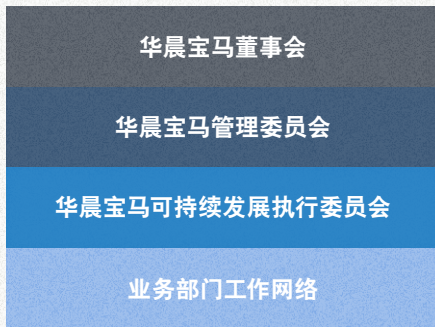 华晨宝马董事会
华晨宝马管理委员会
华晨宝马可持续发展执行委员会
业务部门工作网络